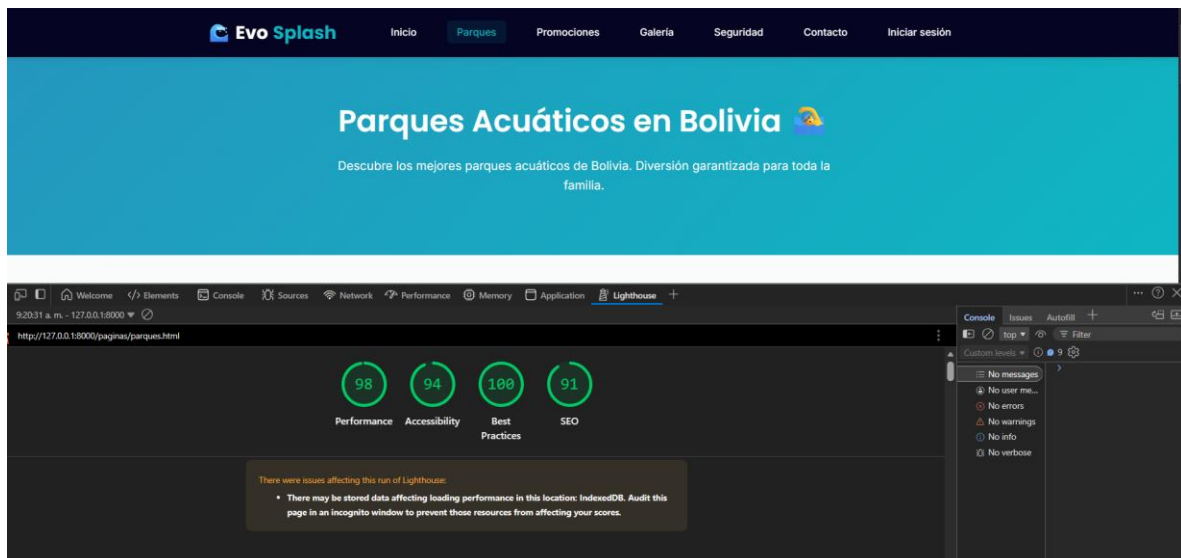 Evo Splash Inicio Parques Promociones Galería Seguridad Contacto Iniciar sesión
Parques Acuáticos en Bolivia
Descubre los mejores parques acuáticos de Bolivia. Diversión garantizada para toda la
familia.
Welcome Elements Console Sources Network Performance Memory Application Lighthouse
9:20:31 a. m. - 127.0.0.1:8000
http://127.0.0.1:8000/paginas/parques.html
98 94 100 91
Performance Accessibility Best SEO
Practices
There were issues affecting this run of Lighthouse:
• There may be stored data affecting loading performance in this location: IndexedDB. Audit this
page in an incognito window to prevent those resources from affecting your scores.
Console Issues Autofill
top Filter
Custom levels 9
No messages
No user me...
No errors
No warnings
No info
No verbose